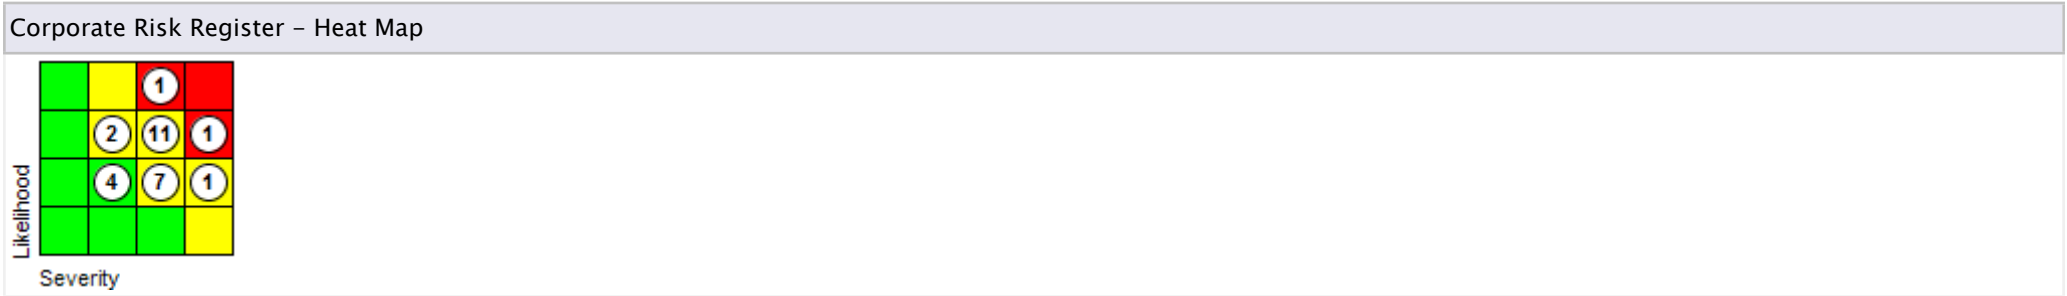 Corporate Risk Register - Heat Map
1
2 11 1
4 7 1
Likelihood
Severity